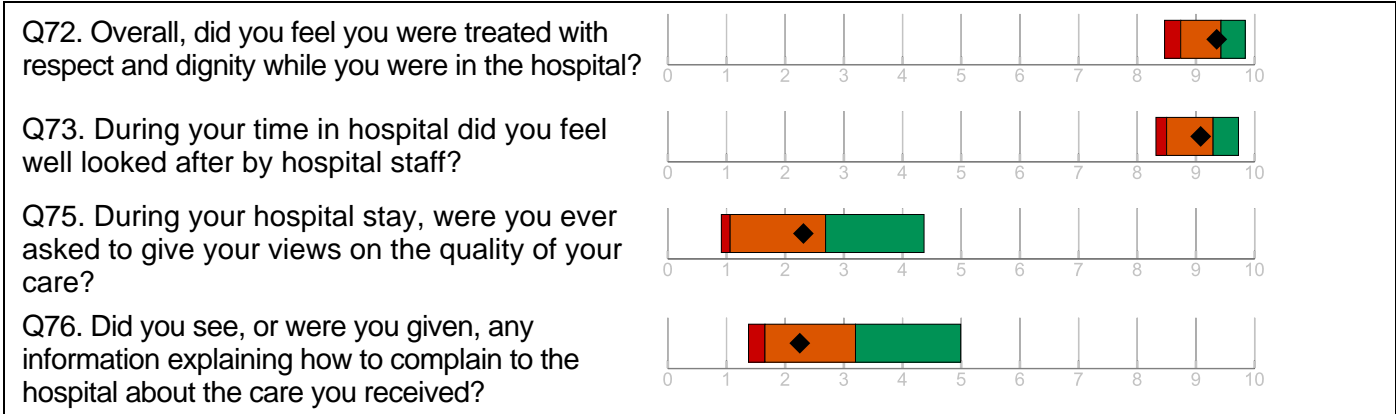 Q72. Overall, did you feel you were treated with
respect and dignity while you were in the hospital?
0 1 2 3 4 5 6 7 8 9 10
Q73. During your time in hospital did you feel
well looked after by hospital staff?
0 1 2 3 4 5 6 7 8 9 10
Q75. During your hospital stay, were you ever
asked to give your views on the quality of your
care?
0 1 2 3 4 5 6 7 8 9 10
Q76. Did you see, or were you given, any
information explaining how to complain to the
hospital about the care you received?
0 1 2 3 4 5 6 7 8 9 10